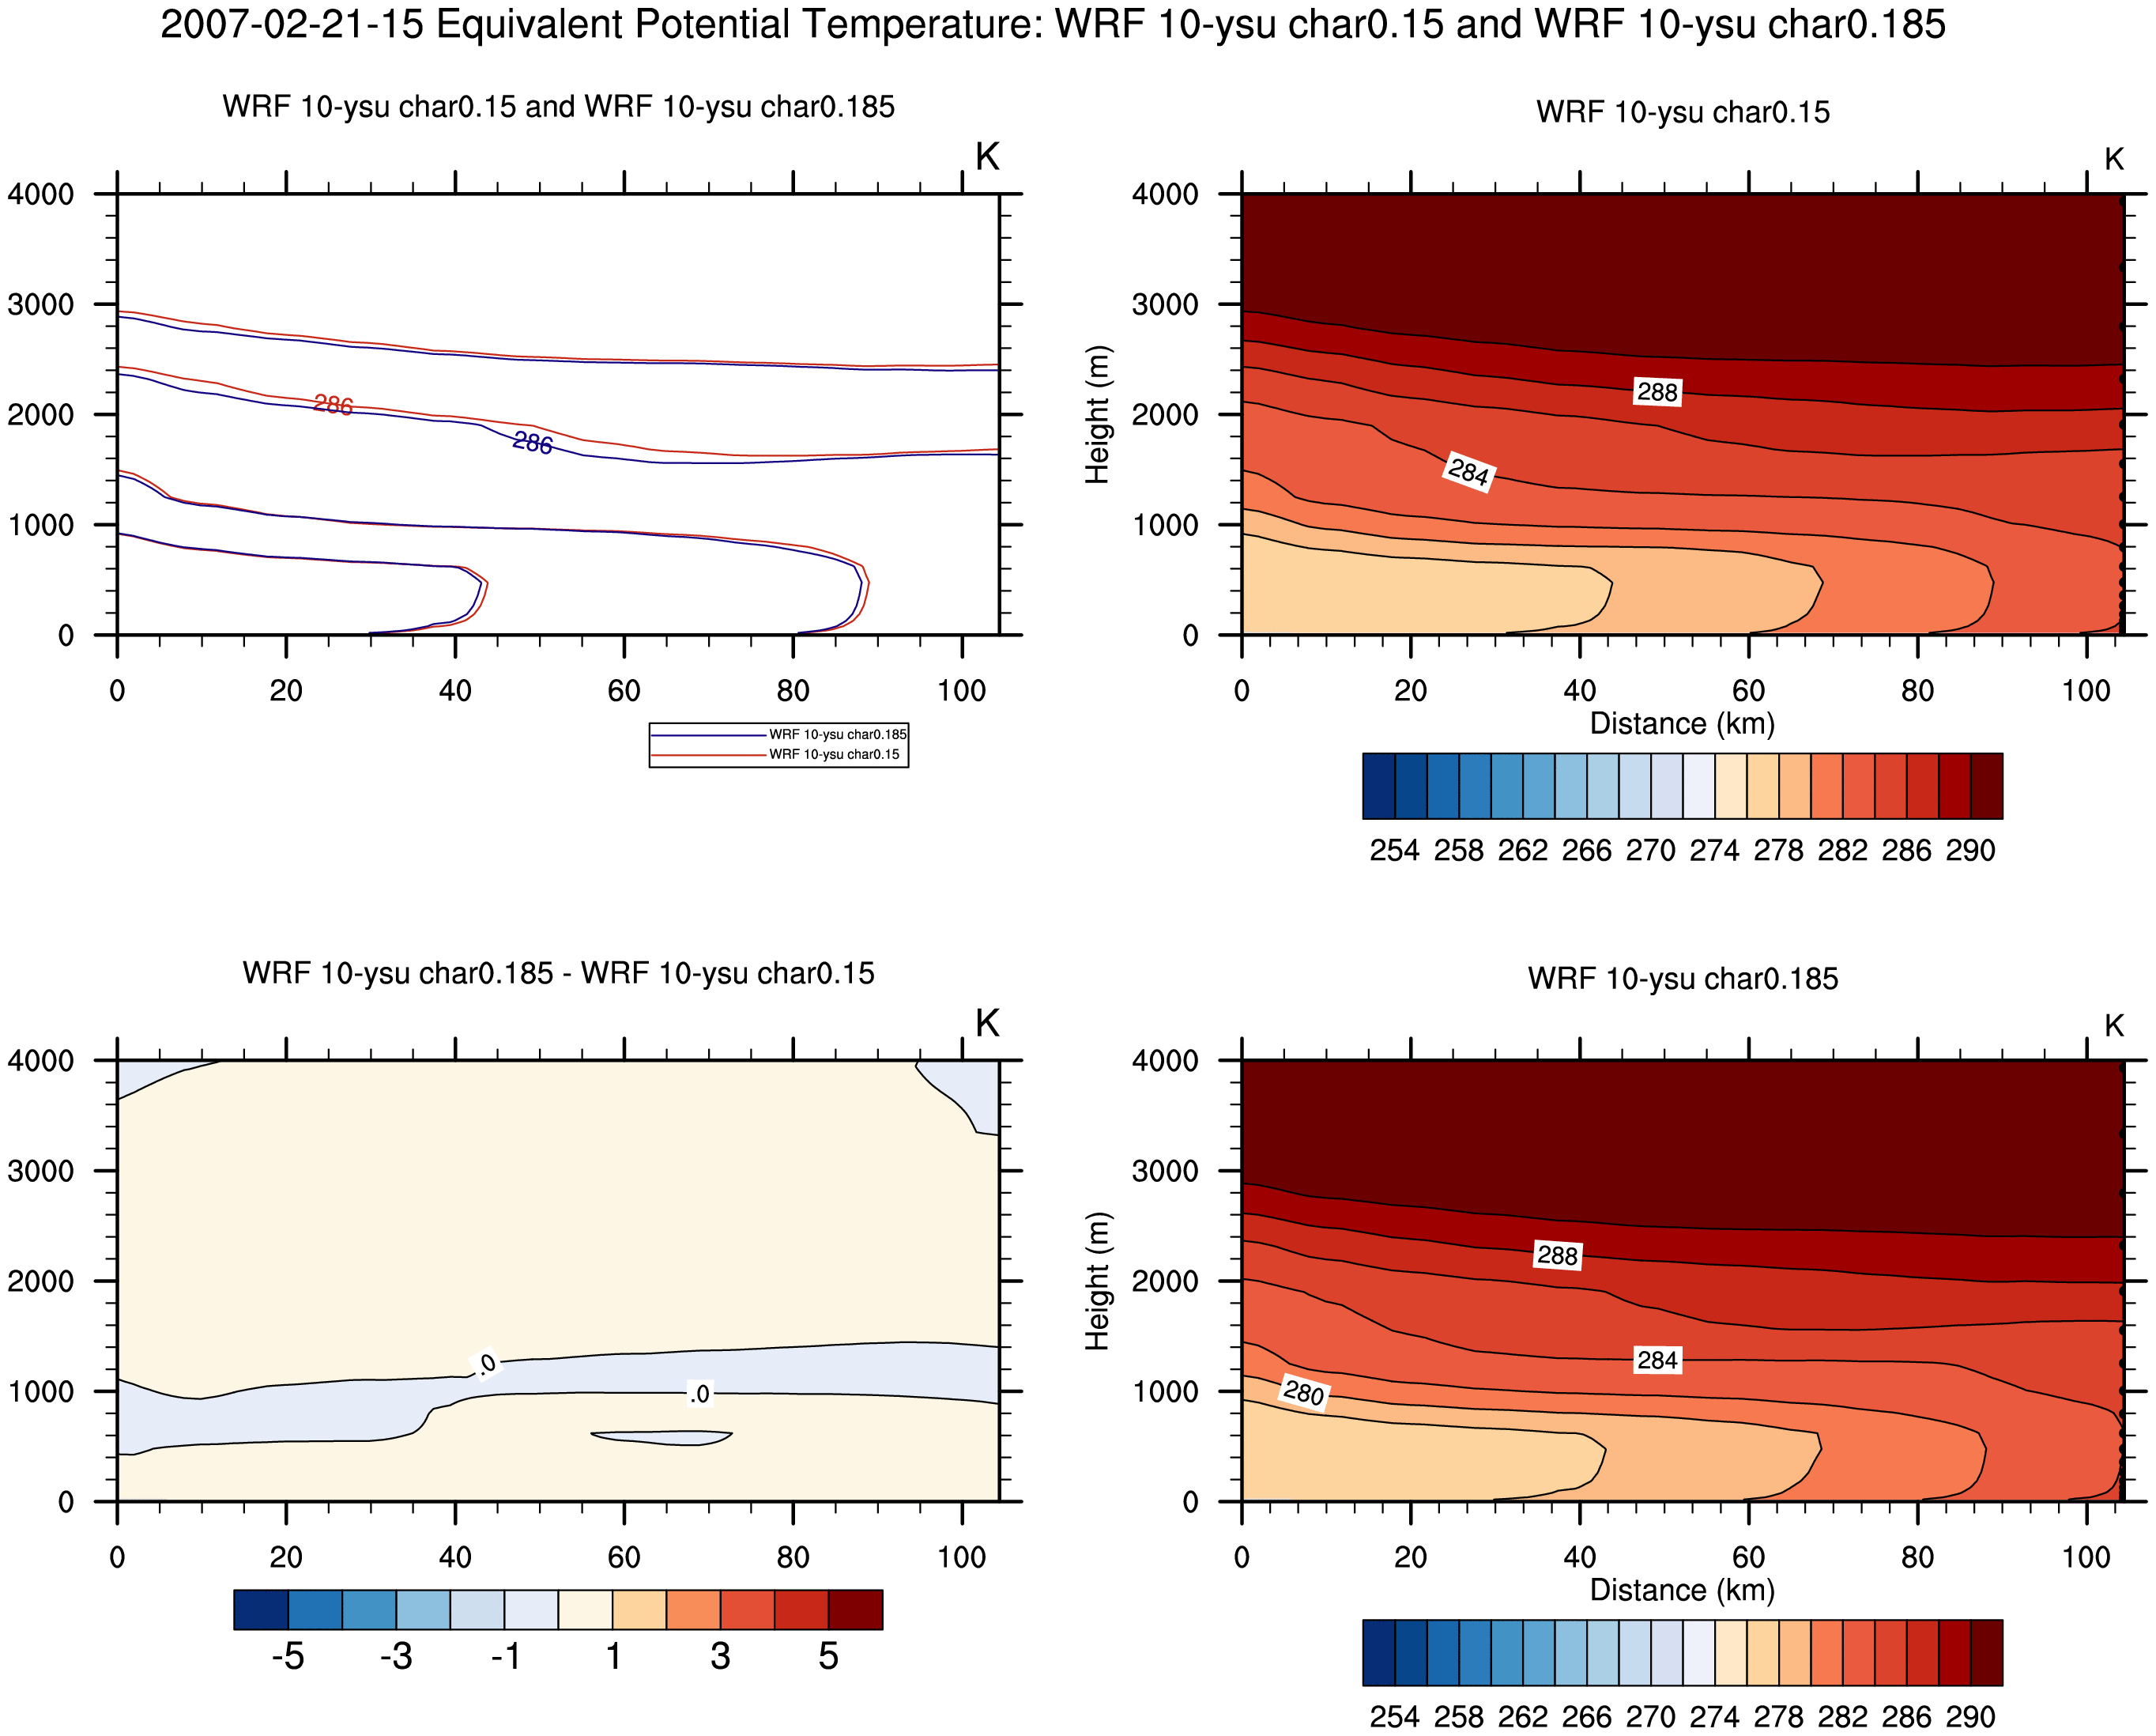 2007-02-21-15 Equivalent Potential Temperature: WRF 10-ysu char0.15 and WRF 10-ysu char0.185
WRF 10-ysu char0.15 and WRF 10-ysu char0.185
K
4000
3000
2000
1000
0
286
286
0 20 40 60 80 100
WRF 10-ysu char0.185
WRF 10-ysu char0.15
WRF 10-ysu char0.15
K
Height (m)
4000
3000
2000
1000
0
288
284
0 20 40 60 80 100
Distance (km)
254 258 262 266 270 274 278 282 286 290
WRF 10-ysu char0.185 - WRF 10-ysu char0.15
K
4000
3000
2000
1000
0
.0
.0
0 20 40 60 80 100
-5 -3 -1 1 3 5
WRF 10-ysu char0.185
K
Height (m)
4000
3000
2000
1000
0
288
284
280
0 20 40 60 80 100
Distance (km)
254 258 262 266 270 274 278 282 286 290